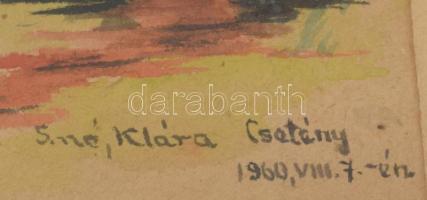 darabanth
S.né, Klára Csetény
1960, VIII. 7.-én.